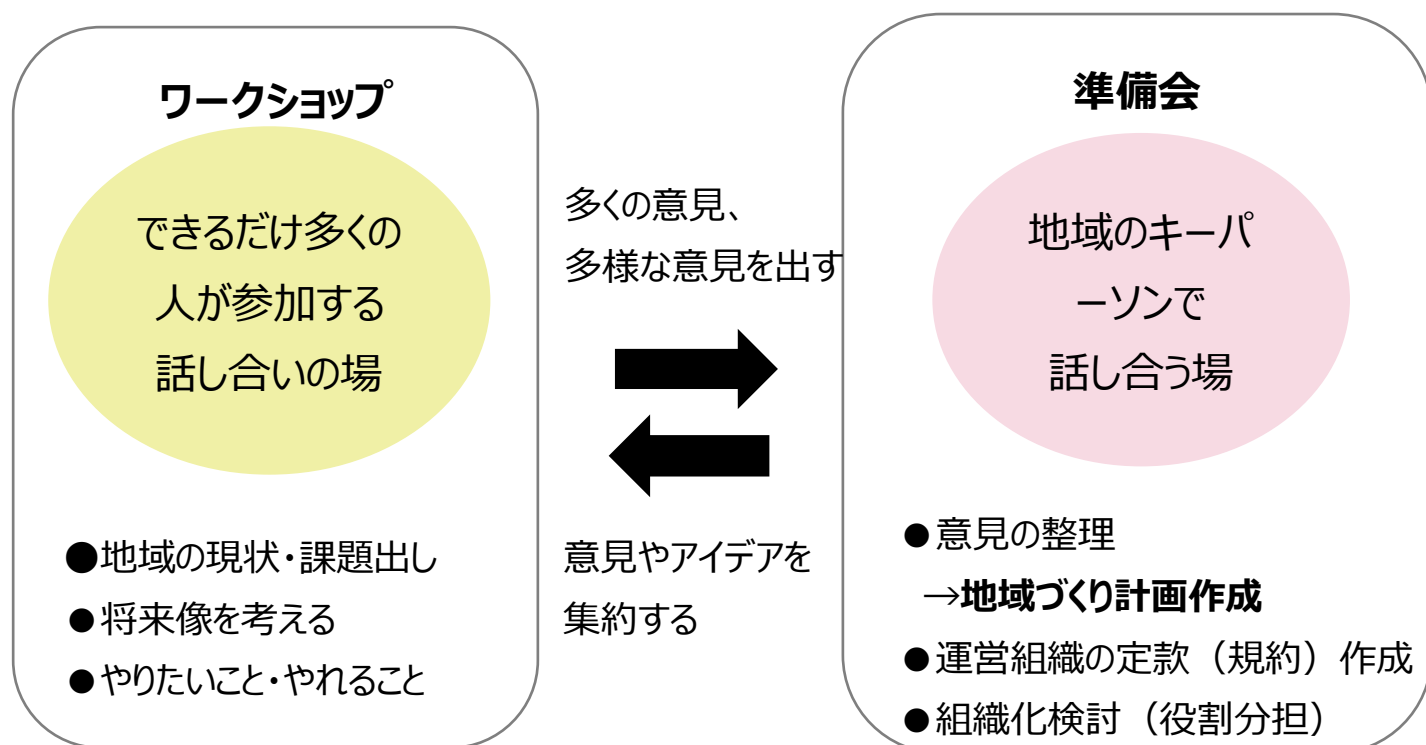 ワークショップ
できるだけ多くの
人が参加する
話し合いの場
●地域の現状・課題出し
●将来像を考える
●やりたいこと・やれること
多くの意見、
多様な意見を出す
意見やアイデアを
集約する
準備会
地域のキーパ
ーソンで
話し合う場
●意見の整理
→地域づくり計画作成
●運営組織の定款（規約）作成
●組織化検討（役割分担）